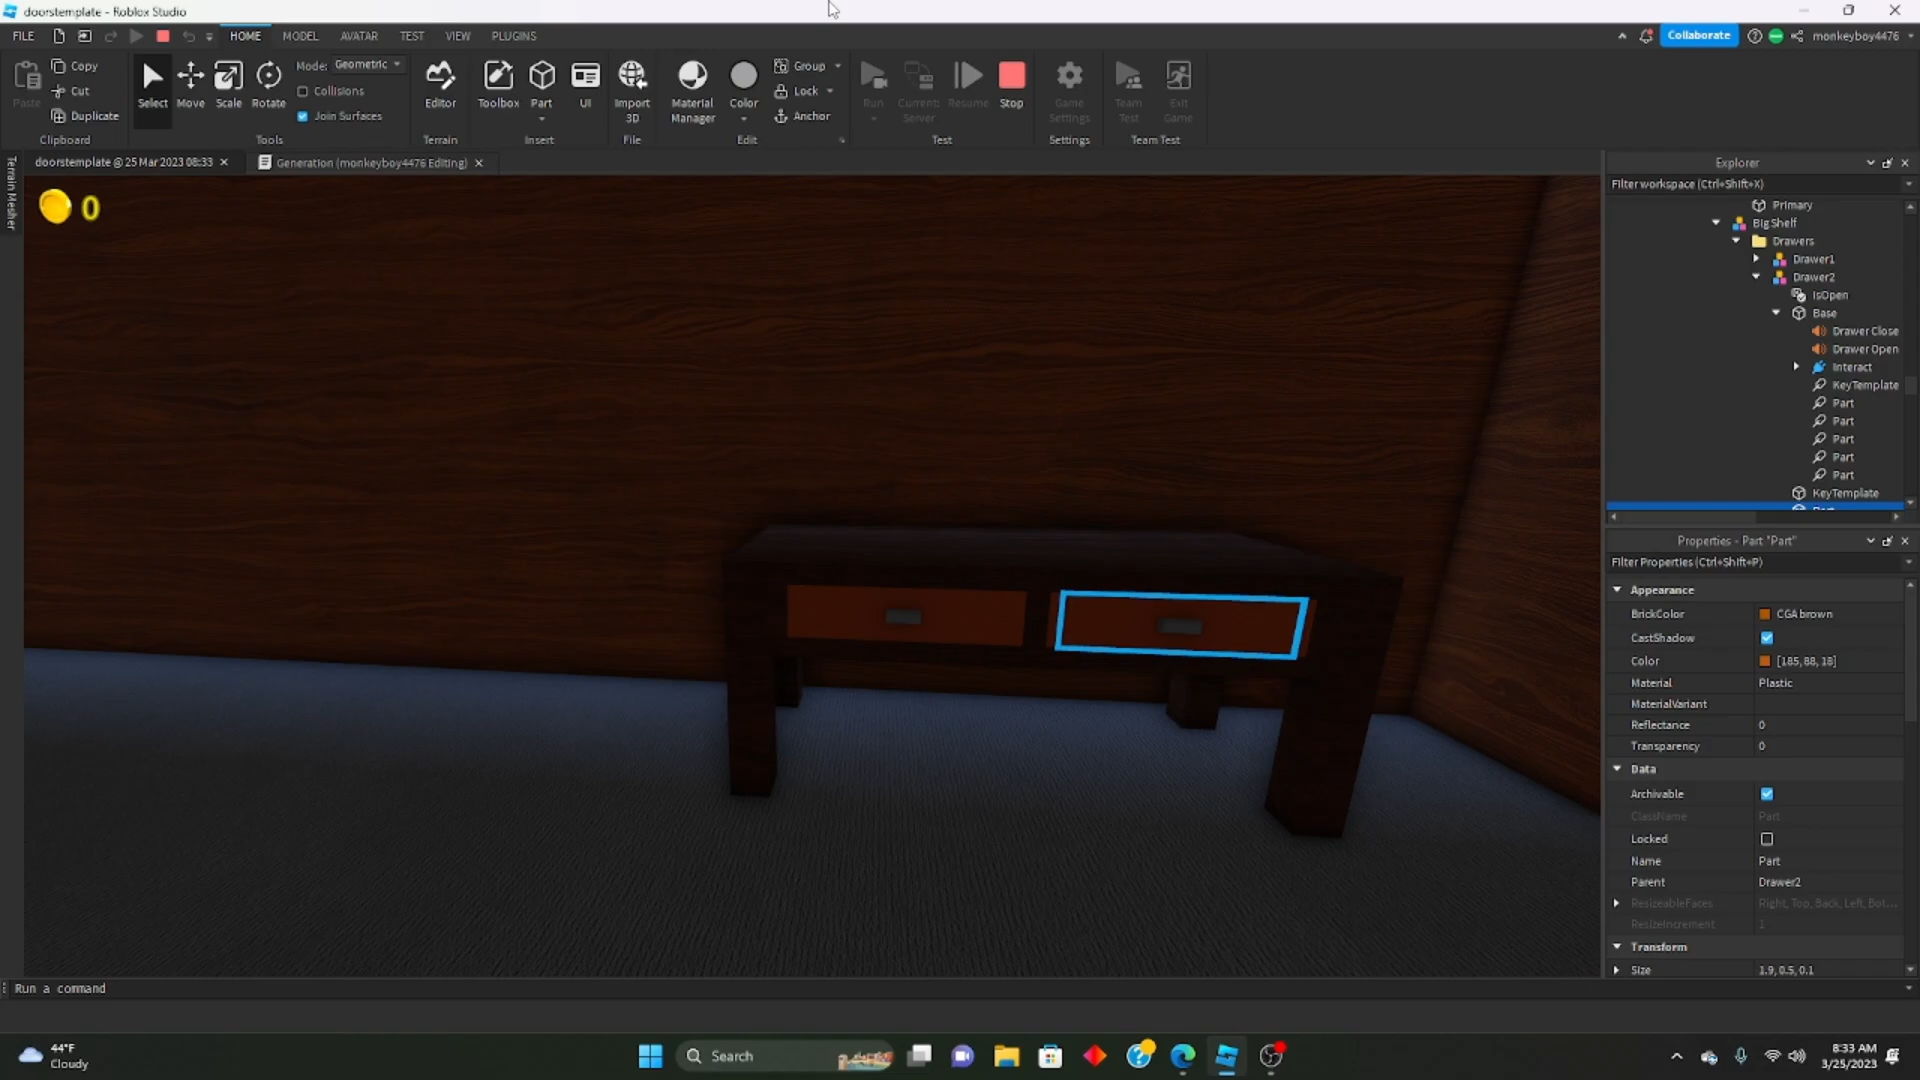 doorstemplate - Roblox Studio
FILE HOME MODEL AVATAR TEST VIEW PLUGINS Collaborate monkeyboy4476
Paste
Copy
Cut
Duplicate
Clipboard
Select Move Scale Rotate
Mode: Geometric
Collisions
Join Surfaces
Tools
Editor
Terrain
Toolbox Part UI
Insert
Import
3D
File
Material
Manager
Color
Group
Lock
Anchor
Edit
Run
Current:
Server
Resume Stop
Test
Game
Settings
Settings
Team
Test
Exit
Game
Team Test
doorstemplate @ 25 Mar 2023 08:33 Generation (monkeyboy4476 Editing)
Terrain Mesher
0
Explorer
Filter workspace (Ctrl+Shift+X)
Primary
Big Shelf
Drawers
Drawer1
Drawer2
IsOpen
Base
Drawer Close
Drawer Open
Interact
KeyTemplate
Part
Part
Part
Part
Part
KeyTemplate
Properties - Part "Part"
Filter Properties (Ctrl+Shift+P)
Appearance
BrickColor CGA brown
CastShadow
Color [185, 88, 18]
Material Plastic
MaterialVariant
Reflectance 0
Transparency 0
Data
Archivable
ClassName Part
Locked
Name Part
Parent Drawer2
ResizeableFaces Right, Top, Back, Left, Bot...
ResizeIncrement 1
Transform
Size 1.9, 0.5, 0.1
Run a command
44°F
Cloudy
Search
8:33 AM
3/25/2023